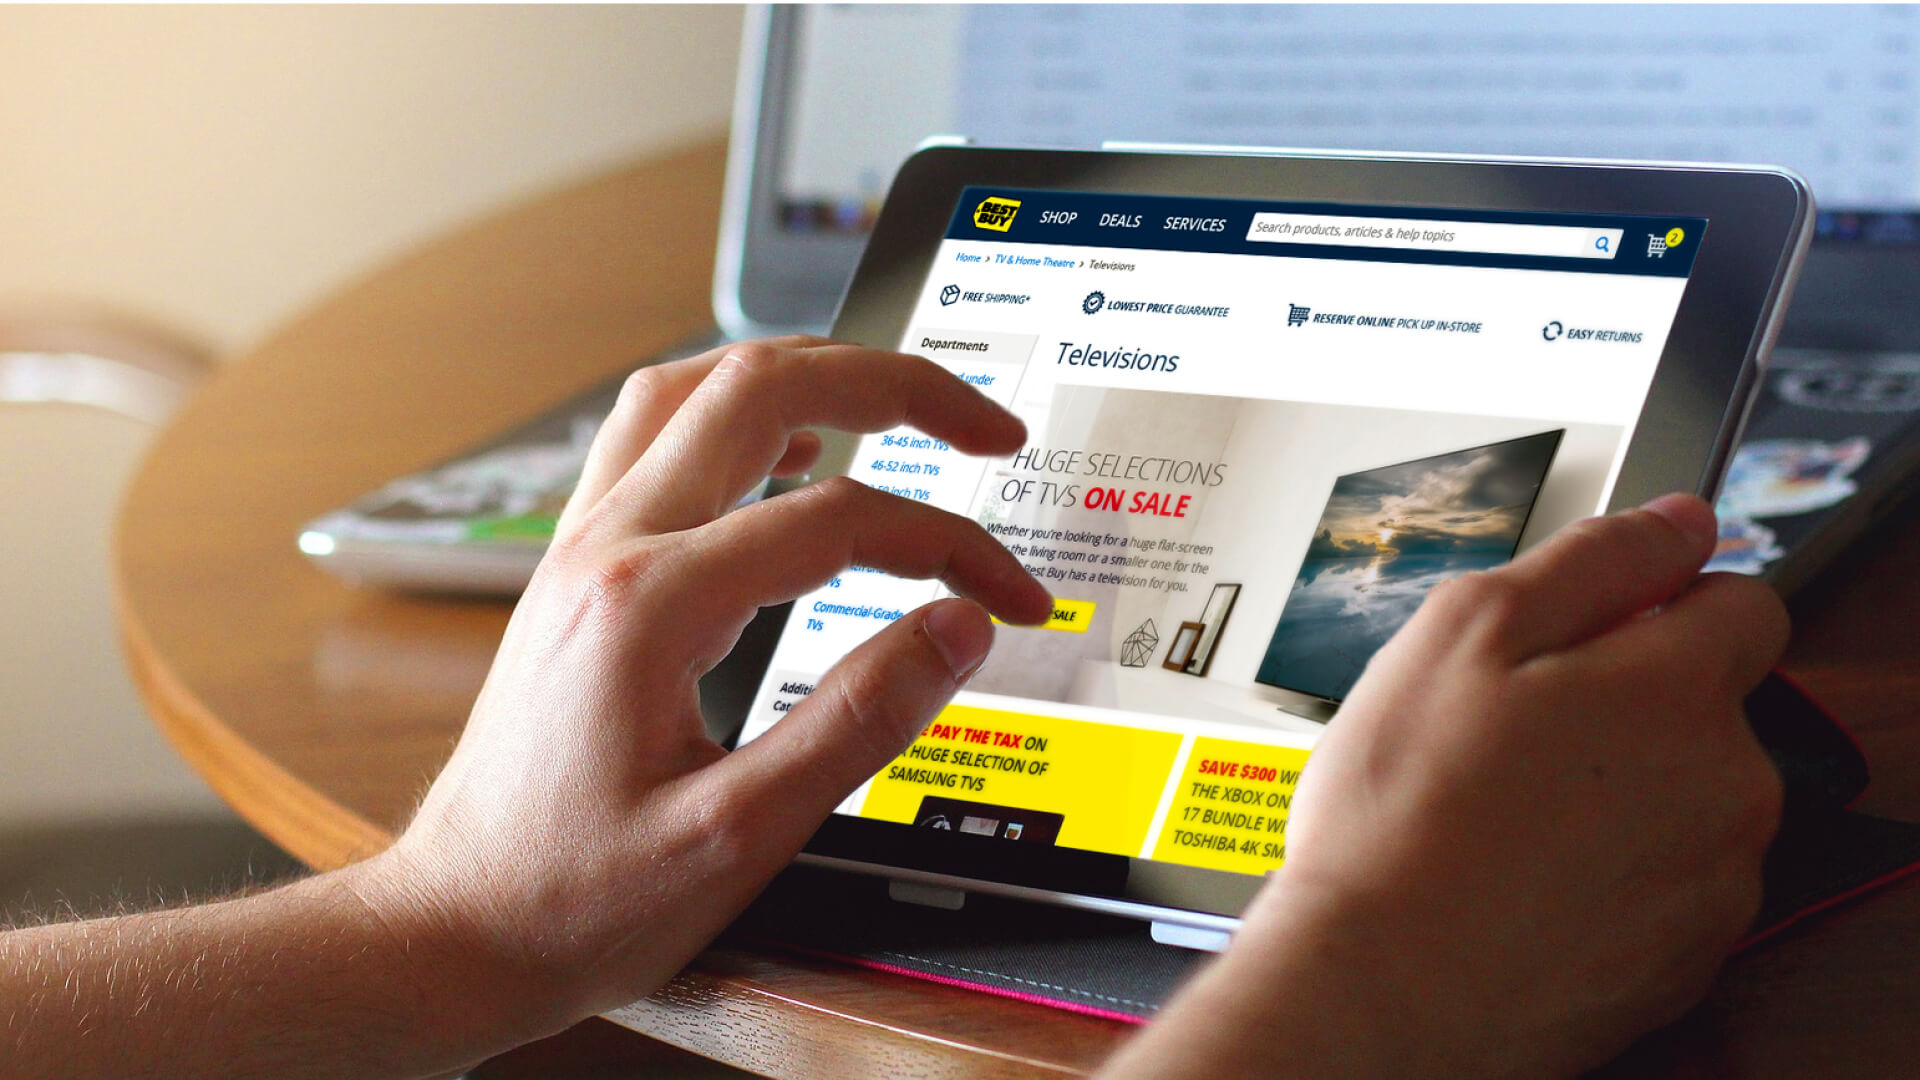 BEST
BUY
SHOP DEALS SERVICES Search products, articles & help topics 2
Home > TV & Home Theatre > Televisions
FREE SHIPPING* LOWEST PRICE GUARANTEE RESERVE ONLINE PICK UP IN-STORE EASY RETURNS
Departments
under
36-45 inch TVs
46-52 inch TVs
inch TVs
TVs
Commercial-Grade
TVs
Televisions
HUGE SELECTIONS
OF TVS ON SALE
Whether you're looking for a huge flat-screen
the living room or a smaller one for the
Best Buy has a television for you.
SALE
PAY THE TAX ON
A HUGE SELECTION OF
SAMSUNG TVS
SAVE $300
THE XBOX
17 BUNDLE
TOSHIBA 4K